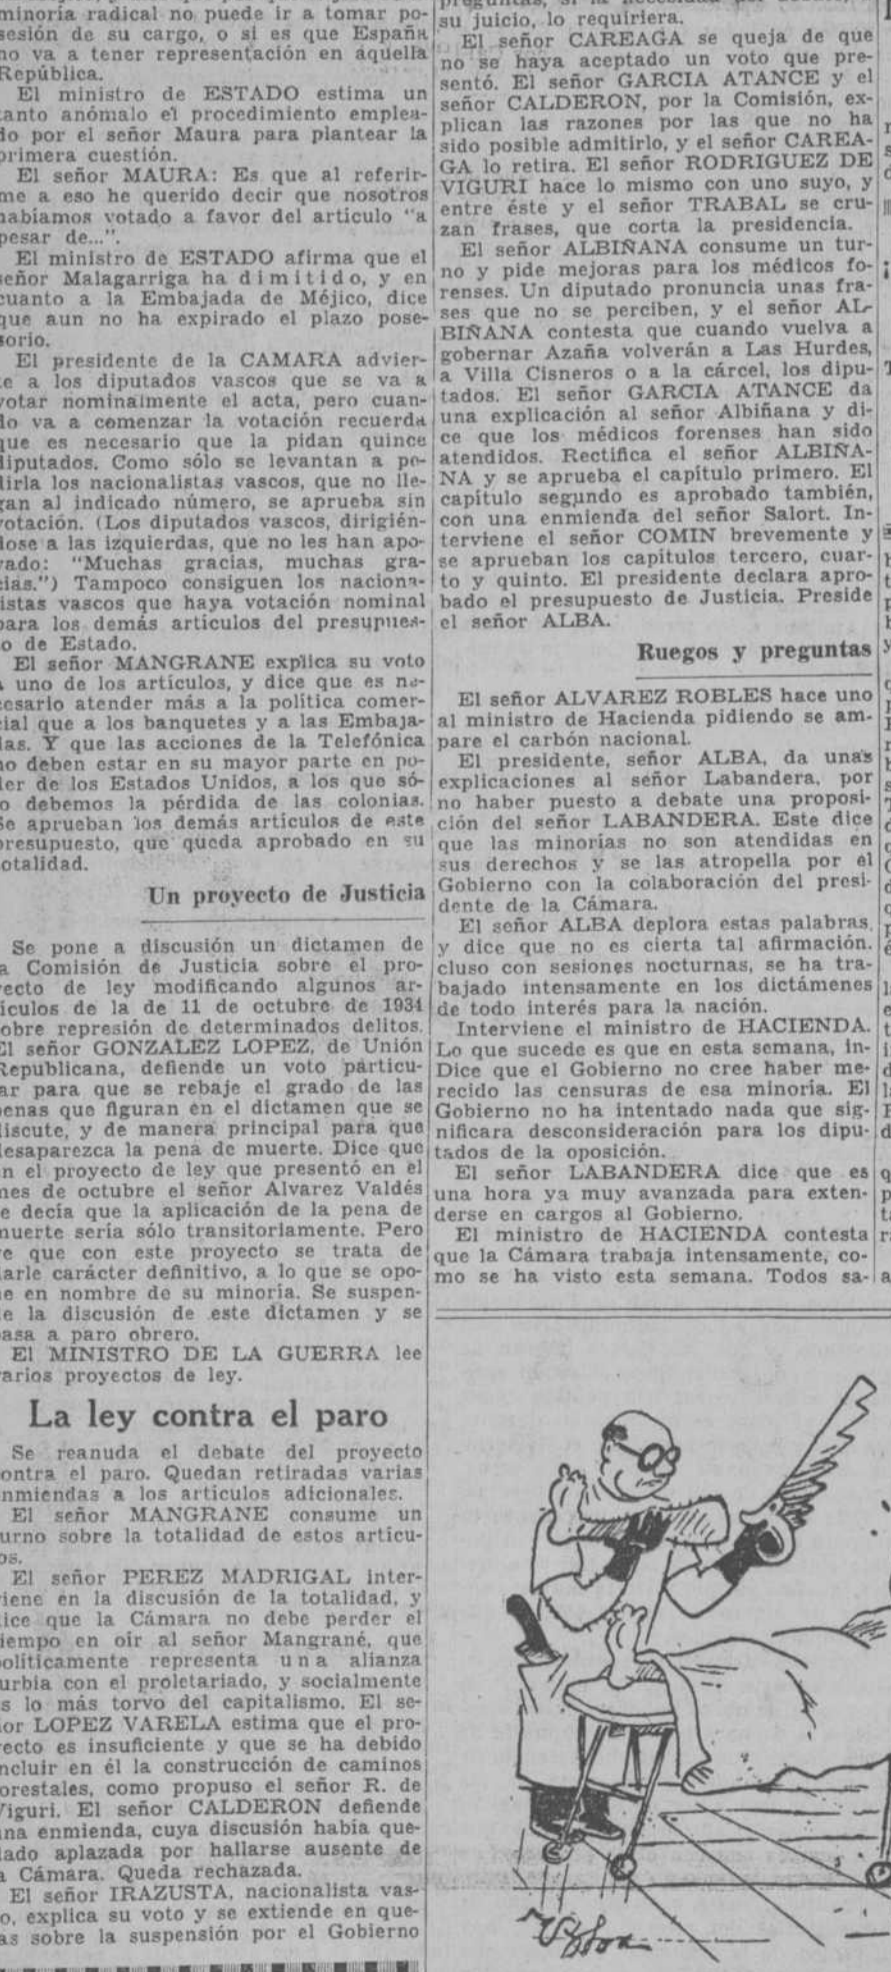 minoria radical no puede ir a tomar po-
sesión de su cargo, o si es que España
no va a tener representación en aquella
República.
El ministro de ESTADO estima un
tanto anómalo el procedimiento emplea-
do por el señor Maura para plantear la
primera cuestión.
El señor MAURA: Es que al referir-
me a eso he querido decir que nosotros
habíamos votado a favor del artículo "a
pesar de...".
El ministro de ESTADO afirma que el
señor Malagarriga ha dimitido, y en
cuanto a la Embajada de Méjico, dice
que aun no ha expirado el plazo pose-
sorio.
El presidente de la CAMARA advier-
te a los diputados vascos que se va a
votar nominalmente el acta, pero cuan-
do va a comenzar la votación recuerda
que es necesario que la pidan quince
diputados. Como sólo se levantan a pe-
dirla los nacionalistas vascos, que no lle-
gan al indicado número, se aprueba sin
votación. (Los diputados vascos, dirigién-
dose a las izquierdas, que no les han apo-
yado: "Muchas gracias, muchas gra-
cias.") Tampoco consiguen los naciona-
listas vascos que haya votación nominal
para los demás artículos del presupues-
to de Estado.
El señor MANGRANE explica su voto
a uno de los artículos, y dice que es ne-
cesario atender más a la política comer-
cial que a los banquetes y a las Embaja-
das. Y que las acciones de la Telefónica
no deben estar en su mayor parte en po-
der de los Estados Unidos, a los que só-
lo debemos la pérdida de las colonias.
Se aprueban los demás artículos de este
presupuesto, que queda aprobado en su
totalidad.
Un proyecto de Justicia
Se pone a discusión un dictamen de
la Comisión de Justicia sobre el pro-
yecto de ley modificando algunos ar-
tículos de la de 11 de octubre de 1934
sobre represión de determinados delitos.
El señor GONZALEZ LOPEZ, de Unión
Republicana, defiende un voto particu-
lar para que se rebaje el grado de las
penas que figuran en el dictamen que se
discute, y de manera principal para que
desaparezca la pena de muerte. Dice que
en el proyecto de ley que presentó en el
mes de octubre el señor Alvarez Valdés
se decía que la aplicación de la pena de
muerte sería sólo transitoriamente. Pero
ve que con este proyecto se trata de
darle carácter definitivo, a lo que se opo-
ne en nombre de su minoría. Se suspen-
de la discusión de este dictamen y se
pasa a paro obrero.
El MINISTRO DE LA GUERRA lee
varios proyectos de ley.
La ley contra el paro
Se reanuda el debate del proyecto
contra el paro. Quedan retiradas varias
enmiendas a los artículos adicionales.
El señor MANGRANE consume un
turno sobre la totalidad de estos artícu-
los.
El señor PEREZ MADRIGAL inter-
viene en la discusión de la totalidad, y
dice que la Cámara no debe perder el
tiempo en oír al señor Mangrané, que
políticamente representa una alianza
turbia con el proletariado, y socialmente
es lo más torvo del capitalismo. El se-
ñor LOPEZ VARELA estima que el pro-
yecto es insuficiente y que se ha debido
incluir en él la construcción de caminos
forestales, como propuso el señor R. de
Viguri. El señor CALDERON defiende
una enmienda, cuya discusión había que-
dado aplazada por hallarse ausente de
la Cámara. Queda rechazada.
El señor IRAZUSTA, nacionalista vas-
co, explica su voto y se extiende en que-
jas sobre la suspensión por el Gobierno
su juicio, lo requiriera.
El señor CAREAGA se queja de que
no se haya aceptado un voto que pre-
sentó. El señor GARCIA ATANCE y el
señor CALDERON, por la Comisión, ex-
plican las razones por las que no ha
sido posible admitirlo, y el señor CAREA-
GA lo retira. El señor RODRIGUEZ DE
VIGURI hace lo mismo con uno suyo, y
entre éste y el señor TRABAL se cru-
zan frases, que corta la presidencia.
El señor ALBIÑANA consume un tur-
no y pide mejoras para los médicos fo-
renses. Un diputado pronuncia unas fra-
ses que no se perciben, y el señor AL-
BIÑANA contesta que cuando vuelva a
gobernar Azaña volverán a Las Hurdes,
a Villa Cisneros o a la cárcel, los dipu-
tados. El señor GARCIA ATANCE da
una explicación al señor Albiñana y di-
ce que los médicos forenses han sido
atendidos. Rectifica el señor ALBIÑA-
NA y se aprueba el capítulo primero. El
capítulo segundo es aprobado también,
con una enmienda del señor Salort. In-
terviene el señor COMIN brevemente y
se aprueban los capítulos tercero, cuar-
to y quinto. El presidente declara apro-
bado el presupuesto de Justicia. Preside
el señor ALBA.
Ruegos y preguntas
El señor ALVAREZ ROBLES hace uno
al ministro de Hacienda pidiendo se am-
pare el carbón nacional.
El presidente, señor ALBA, da unas
explicaciones al señor Labandera, por
no haber puesto a debate una proposi-
ción del señor LABANDERA. Este dice
que las minorías no son atendidas en
sus derechos y se las atropella por el
Gobierno con la colaboración del presi-
dente de la Cámara.
El señor ALBA deplora estas palabras,
y dice que no es cierta tal afirmación.
cluso con sesiones nocturnas, se ha tra-
bajado intensamente en los dictámenes
de todo interés para la nación.
Interviene el ministro de HACIENDA.
Lo que sucede es que en esta semana, in-
Dice que el Gobierno no cree haber me-
recido las censuras de esa minoría. El
Gobierno no ha intentado nada que sig-
nificara desconsideración para los dipu-
tados de la oposición.
El señor LABANDERA dice que es
una hora ya muy avanzada para exten-
derse en cargos al Gobierno.
El ministro de HACIENDA contesta
que la Cámara trabaja intensamente, co-
mo se ha visto esta semana. Todos sa-